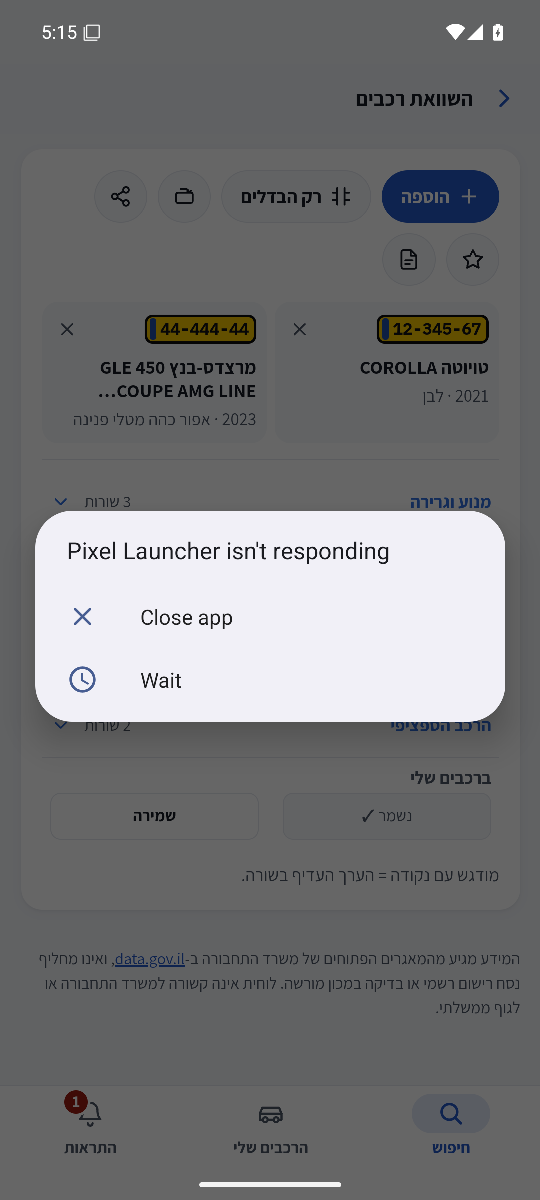 5:15
השוואת רכבים
הוספה
רק הבדלים
12-345-67
טויוטה COROLLA
2021 · לבן
44-444-44
מרצדס-בנץ GLE 450
COUPE AMG LINE…
2023 · אפור כהה מטלי פנינה
מנוע וגרירה
3 שורות
Pixel Launcher isn't responding
Close app
Wait
הרכב הספציפי
2 שורות
ברכבים שלי
נשמר ✓
שמירה
מודגש עם נקודה = הערך העדיף בשורה.
המידע מגיע מהמאגרים הפתוחים של משרד התחבורה ב-data.gov.il, ואינו מחליף
נסח רישום רשמי או בדיקה במכון מורשה. לוחית אינה קשורה למשרד התחבורה או
לגוף ממשלתי.
חיפוש
הרכבים שלי
1
התראות